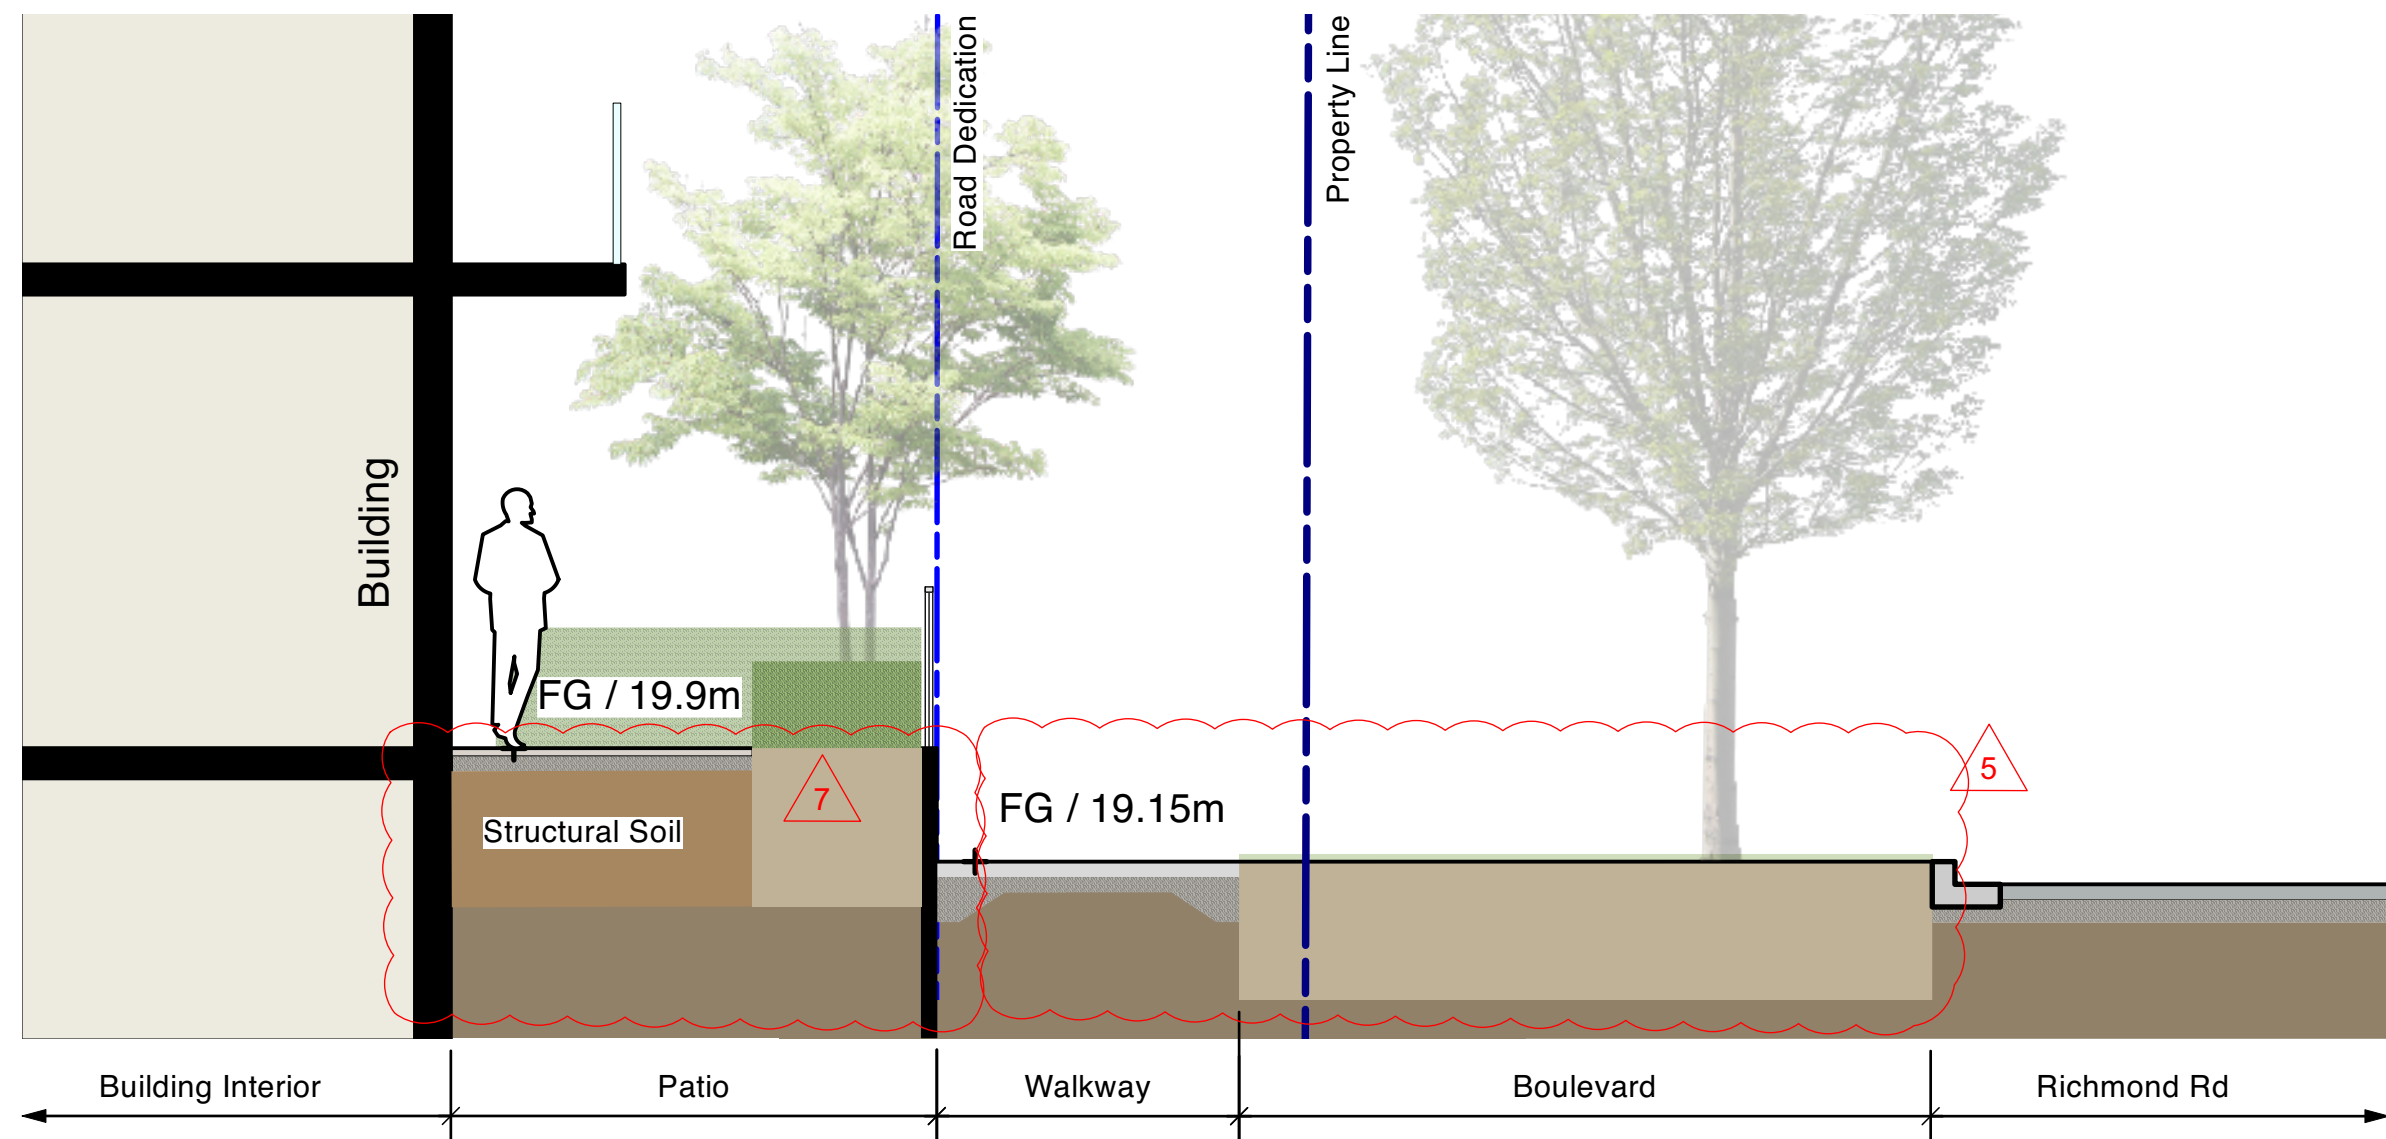 Road Dedication
Property Line
Building
FG / 19.9m
7
Structural Soil
FG / 19.15m
5
Building Interior
Patio
Walkway
Boulevard
Richmond Rd